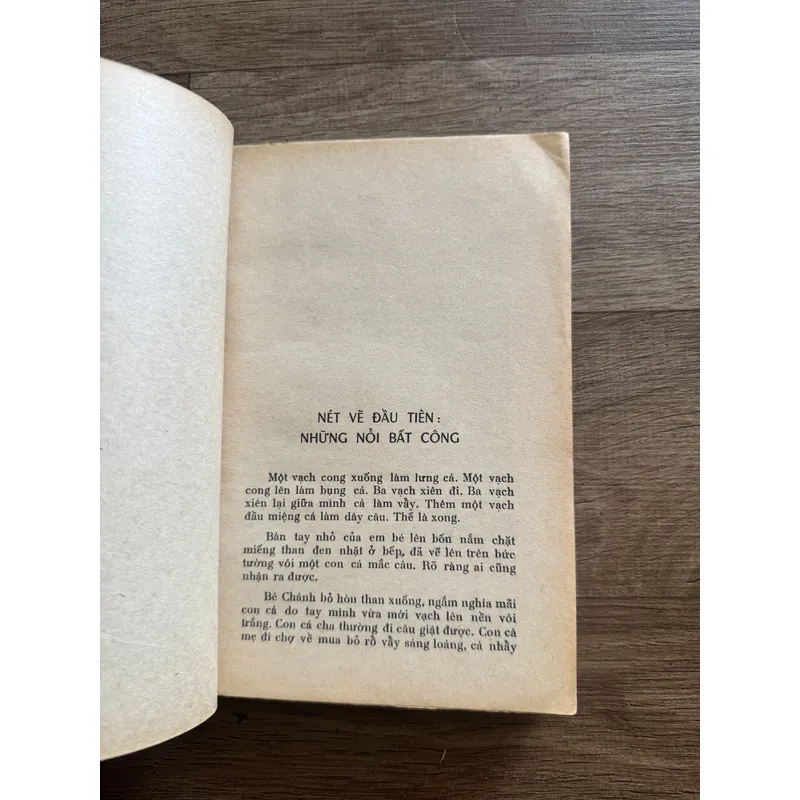 NÉT VẼ ĐẦU TIÊN:
NHỮNG NỖI BẤT CÔNG
Một vạch cong xuống làm lưng cá. Một vạch
cong lên làm bụng cá. Ba vạch xiên đi. Ba vạch
xiên lại giữa mình cá làm vẩy. Thêm một vạch
đầu miệng cá làm dây câu. Thế là xong.
Bàn tay nhỏ của em bé lên bốn nắm chặt
miếng than đen nhặt ở bếp, đã vẽ lên trên bức
tường vôi một con cá mắc câu. Rõ ràng ai cũng
nhận ra được.
Bé Chánh bỏ hòn than xuống, ngắm nghía mãi
con cá do tay mình vừa mới vạch lên nền vôi
trắng. Con cá cha thường đi câu giật được. Con cá
mẹ đi chợ về mua bỏ rổ vẩy sáng loáng, cá nhẩy